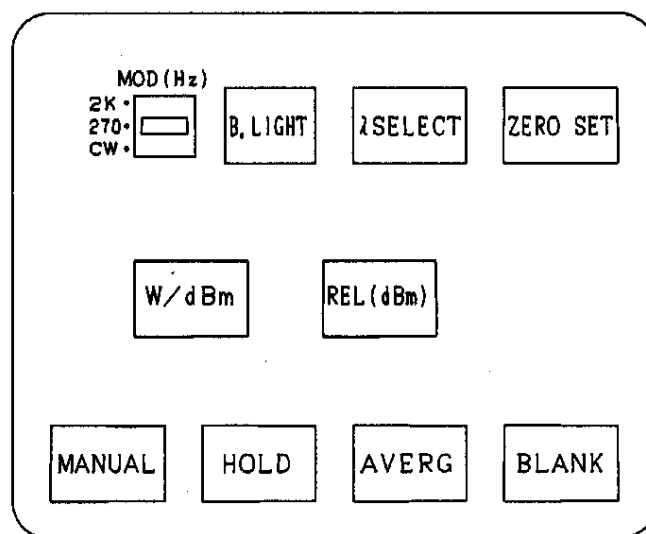 MOD(Hz)
2K•
270•
CW•
B.LIGHT
λSELECT
ZERO SET
W/dBm
REL(dBm)
MANUAL
HOLD
AVERG
BLANK